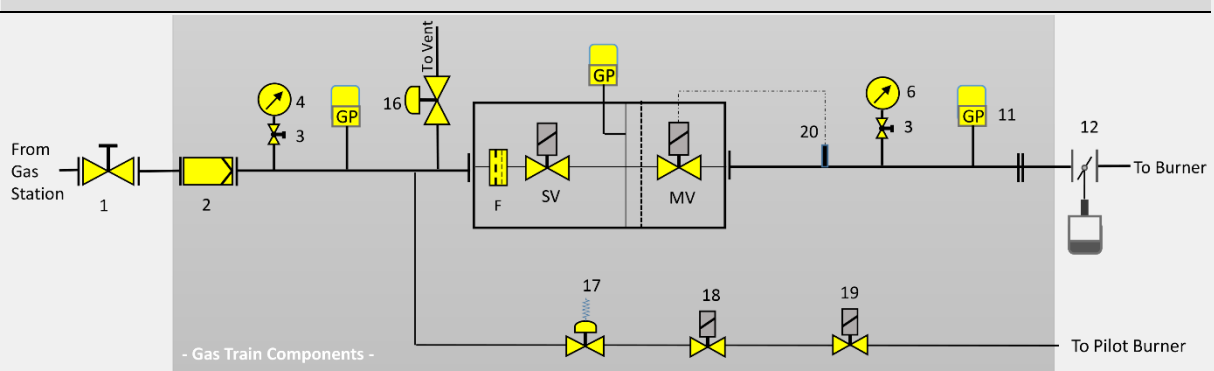 To Vent
4
GP
16
GP
6
GP
11
3
3
20
12
From
Gas
Station
To Burner
1
2
F
SV
MV
17
18
19
- Gas Train Components -
To Pilot Burner